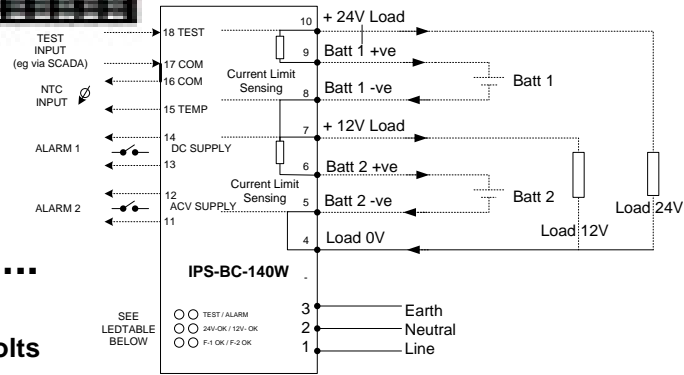 TEST
INPUT
(eg via SCADA)
NTC
INPUT
ALARM 1
ALARM 2
18 TEST
17 COM
16 COM
15 TEMP
14
DC SUPPLY
13
12
ACV SUPPLY
11
Current Limit
Sensing
Current Limit
Sensing
10
9
8
7
6
5
4
-
3
2
1
+ 24V Load
Batt 1 +ve
Batt 1 -ve
+ 12V Load
Batt 2 +ve
Batt 2 -ve
Load 0V
Batt 1
Batt 2
Load 12V
Load 24V
IPS-BC-140W
SEE
LEDTABLE
BELOW
TEST / ALARM
24V-OK / 12V- OK
F-1 OK / F-2 OK
Earth
Neutral
Line
...
olts